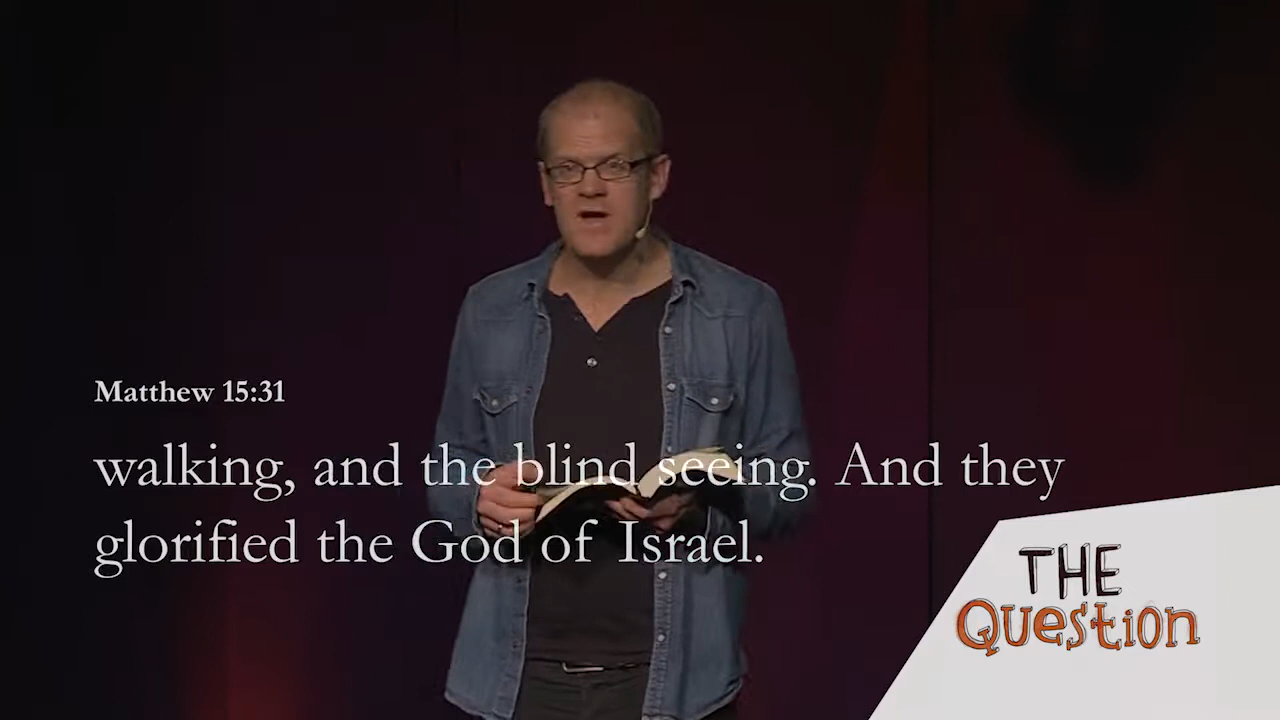 Matthew 15:31
walking, and the blind seeing. And they
glorified the God of Israel.
THE
Question